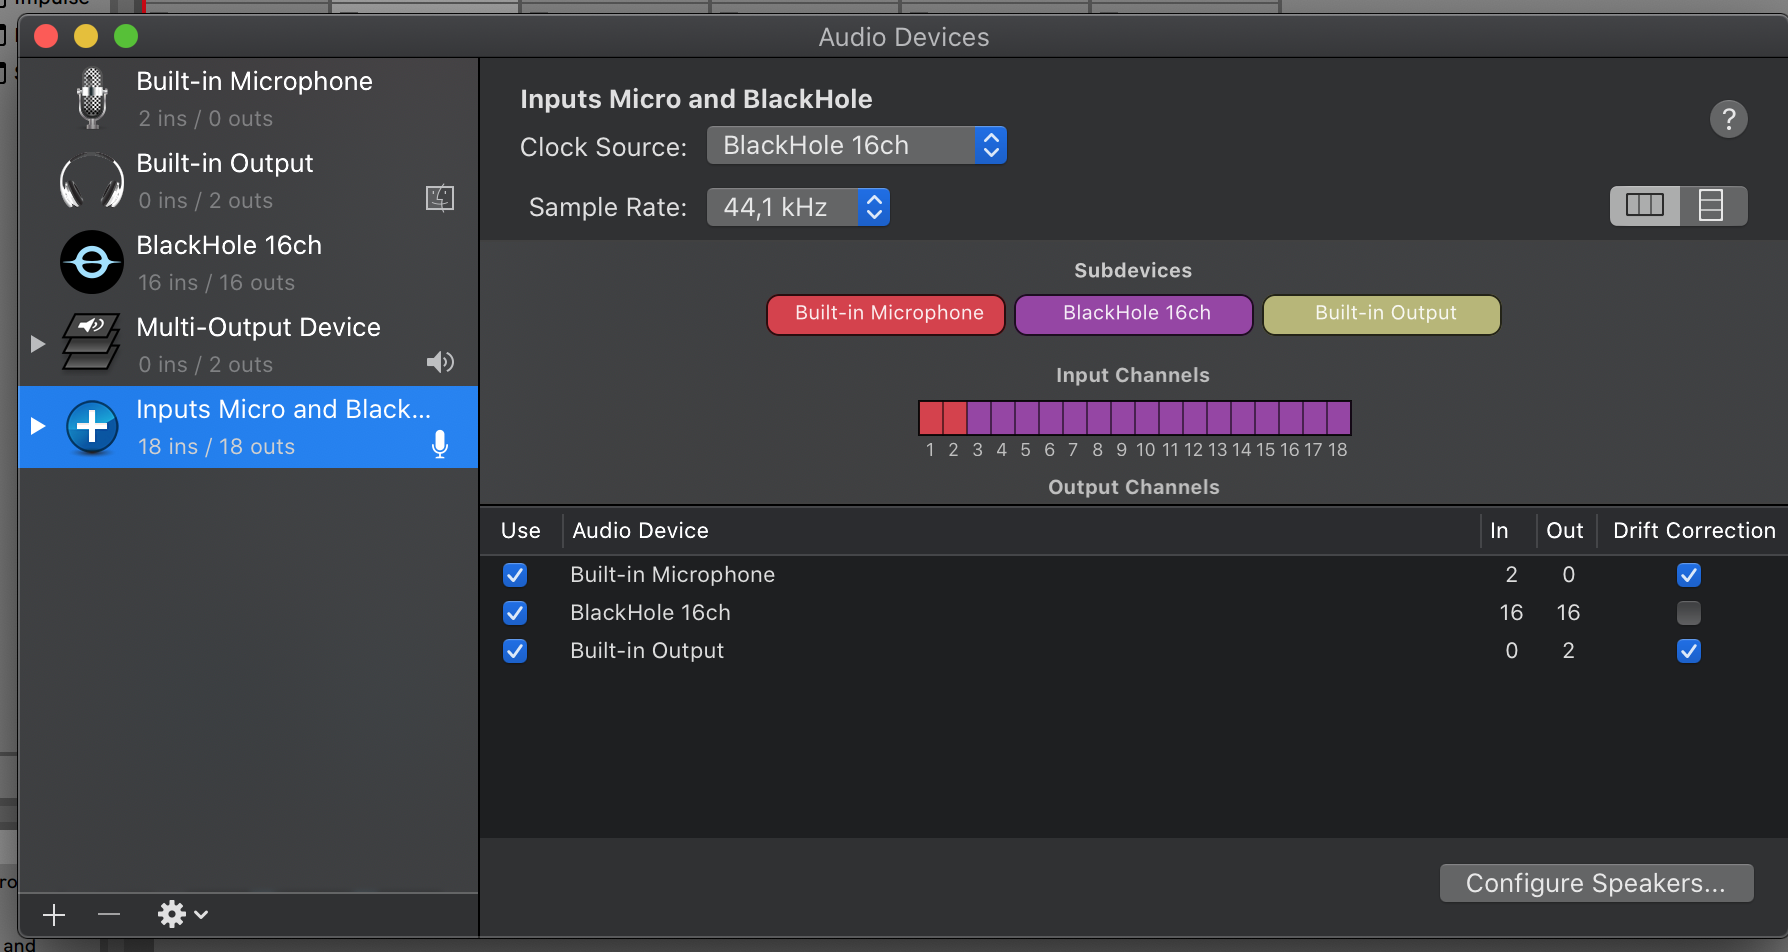 Impulse
Audio Devices
Built-in Microphone
2 ins / 0 outs
Built-in Output
0 ins / 2 outs
BlackHole 16ch
16 ins / 16 outs
Multi-Output Device
0 ins / 2 outs
Inputs Micro and Black...
18 ins / 18 outs
Inputs Micro and BlackHole
?
Clock Source: BlackHole 16ch
Sample Rate: 44,1 kHz
Subdevices
Built-in Microphone BlackHole 16ch Built-in Output
Input Channels
1 2 3 4 5 6 7 8 9 10 11 12 13 14 15 16 17 18
Output Channels
Use Audio Device In Out Drift Correction
Built-in Microphone 2 0
BlackHole 16ch 16 16
Built-in Output 0 2
Configure Speakers...
ro
and